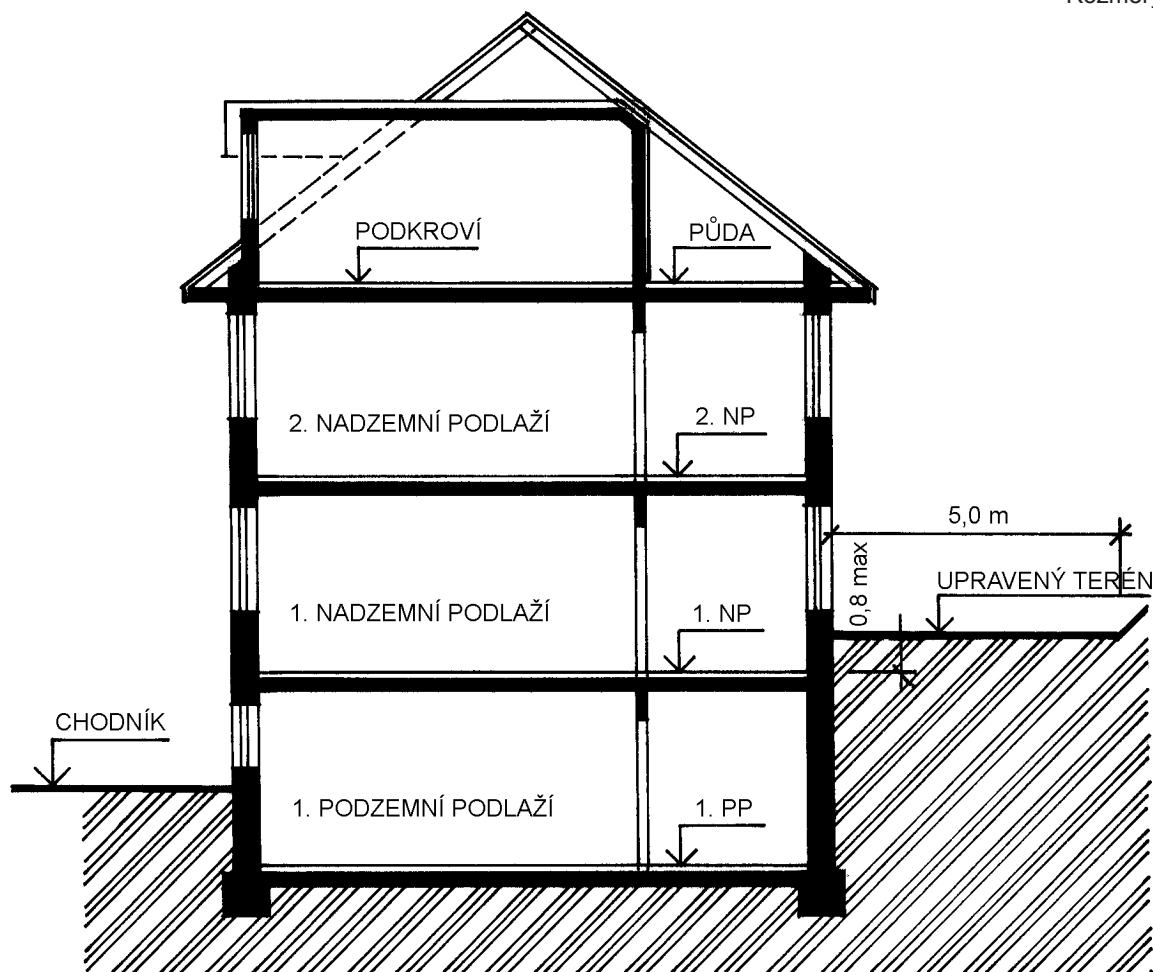 PODKROVÍ
PŮDA
2. NADZEMNÍ PODLAŽÍ
2. NP
5,0 m
0,8 max
UPRAVENÝ TERÉN
1. NADZEMNÍ PODLAŽÍ
1. NP
CHODNÍK
1. PODZEMNÍ PODLAŽÍ
1. PP